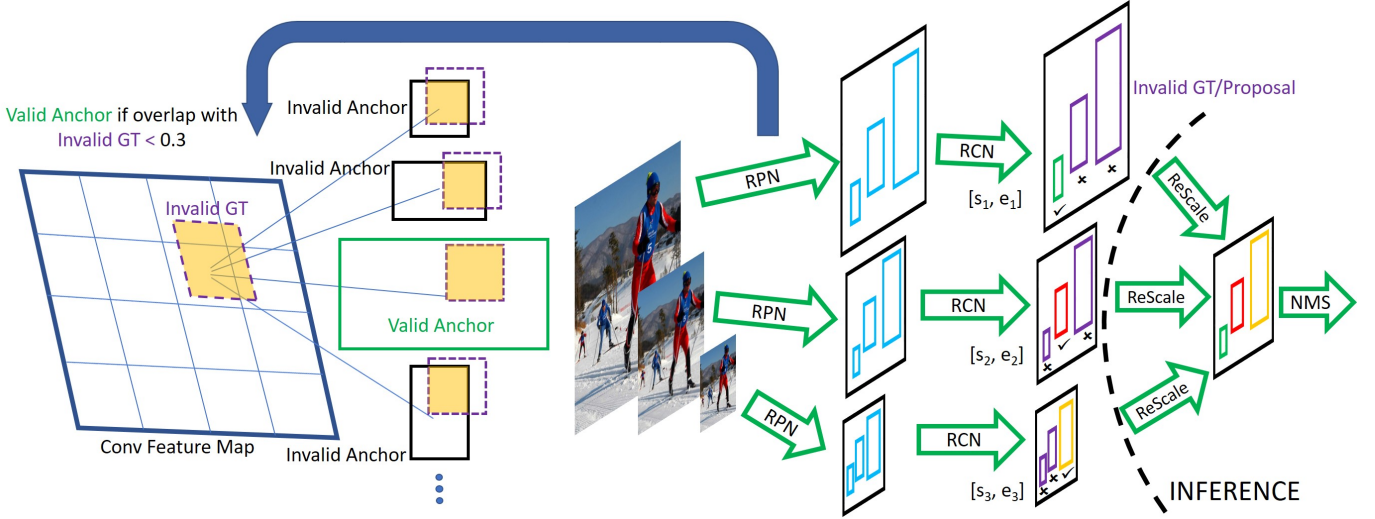 Valid Anchor if overlap with
Invalid GT < 0.3
Invalid GT
Conv Feature Map
Invalid Anchor
Invalid Anchor
Valid Anchor
Invalid Anchor
RPN
RPN
RPN
RCN
[s₁, e₁]
RCN
[s₂, e₂]
RCN
[s₃, e₃]
Invalid GT/Proposal
ReScale
ReScale
ReScale
NMS
INFERENCE